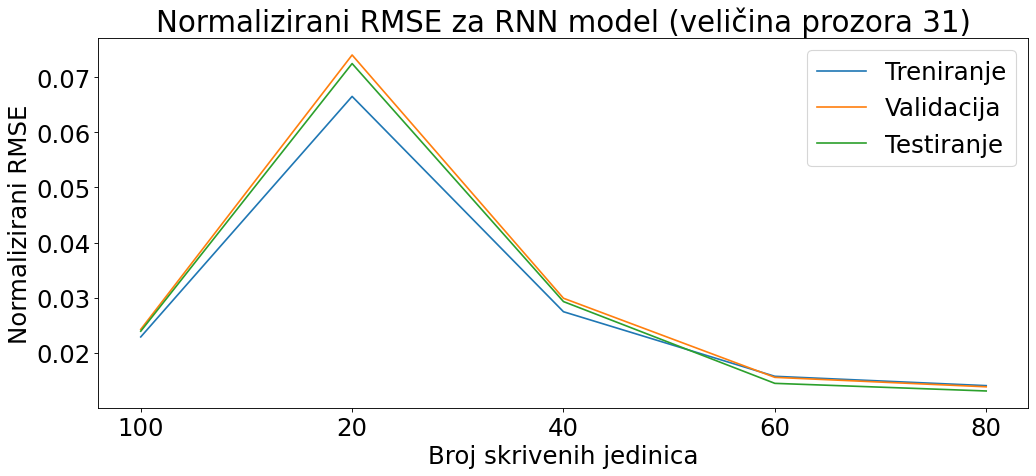 Normalizirani RMSE za RNN model (veličina prozora 31)
Normalizirani RMSE
0.07
0.06
0.05
0.04
0.03
0.02
Treniranje
Validacija
Testiranje
100 20 40 60 80
Broj skrivenih jedinica